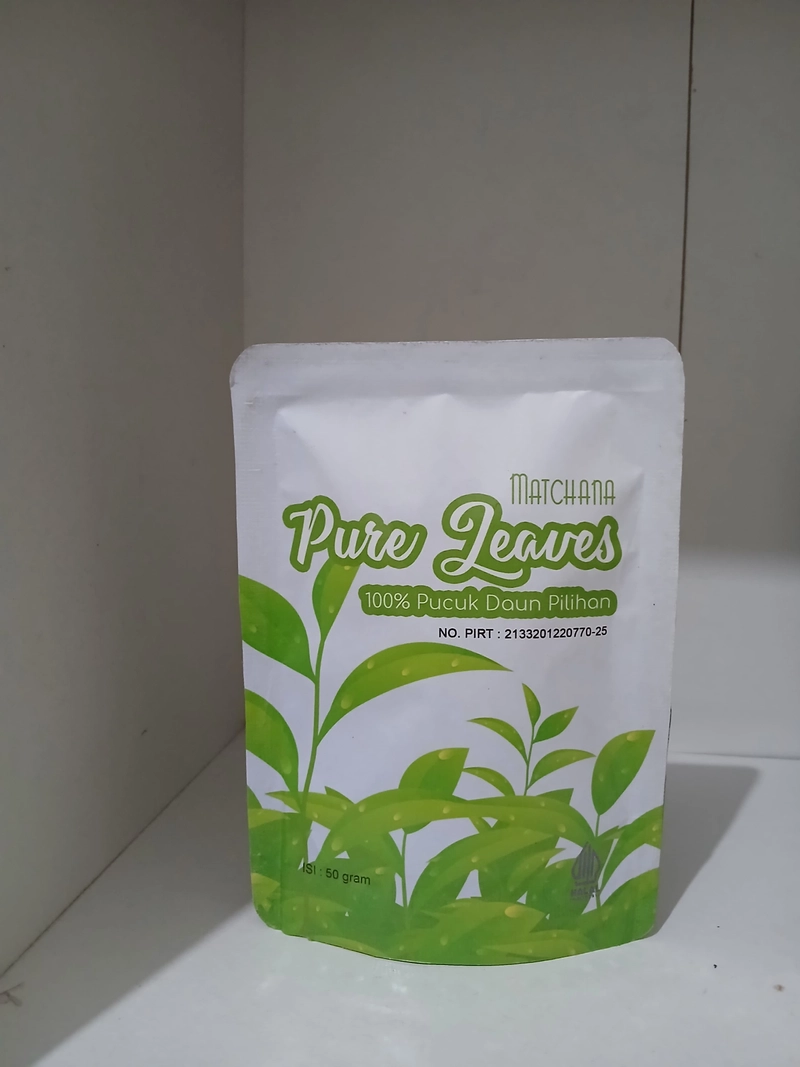 MATCHANA
Pure Leaves
100% Pucuk Daun Pilihan
NO. PIRT : 2133201220770-25
ISI : 50 gram